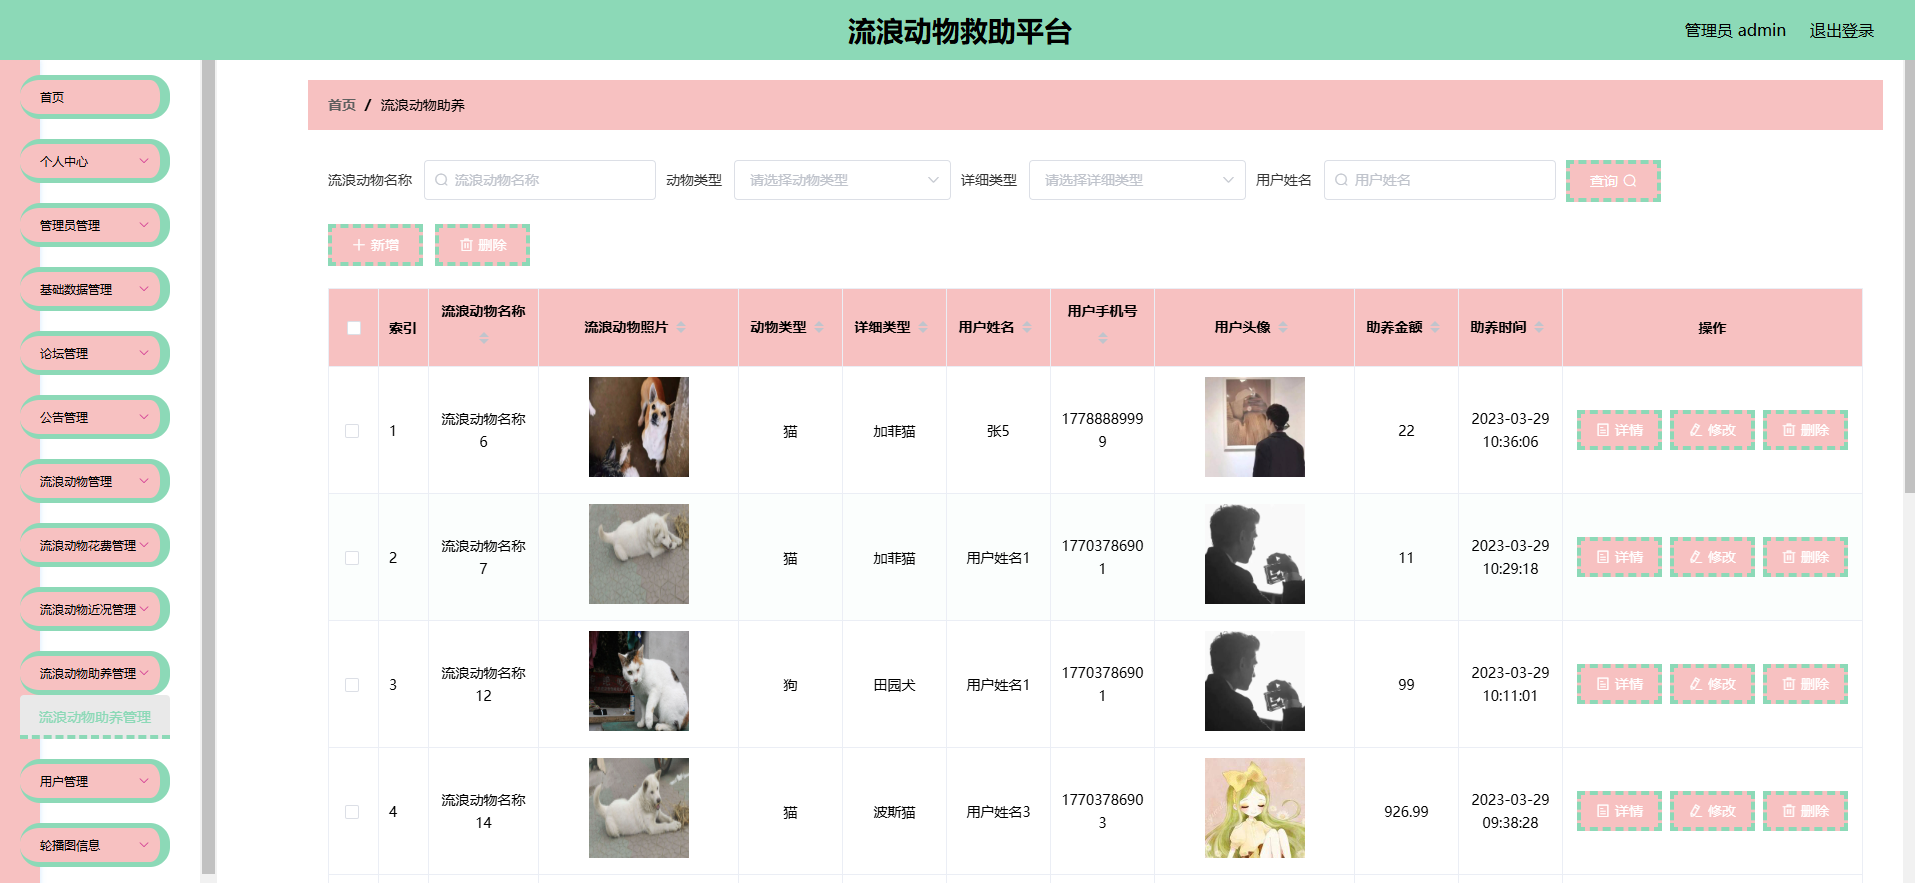 流浪动物救助平台
管理员 admin
退出登录
首页
个人中心
管理员管理
基础数据管理
论坛管理
公告管理
流浪动物管理
流浪动物花费管理
流浪动物近况管理
流浪动物助养管理
流浪动物助养管理
用户管理
轮播图信息
首页 / 流浪动物助养
流浪动物名称 流浪动物名称 动物类型 请选择动物类型 详细类型 请选择详细类型 用户姓名 用户姓名 查询
新增 删除
索引 流浪动物名称 流浪动物照片 动物类型 详细类型 用户姓名 用户手机号 用户头像 助养金额 助养时间 操作
1 流浪动物名称 猫 加菲猫 张5 1778888999 22 2023-03-29 详情 修改 删除
6 9 10:36:06
2 流浪动物名称 猫 加菲猫 用户姓名1 1770378690 11 2023-03-29 详情 修改 删除
7 1 10:29:18
3 流浪动物名称 狗 田园犬 用户姓名1 1770378690 99 2023-03-29 详情 修改 删除
12 1 10:11:01
4 流浪动物名称 猫 波斯猫 用户姓名3 1770378690 926.99 2023-03-29 详情 修改 删除
14 3 09:38:28